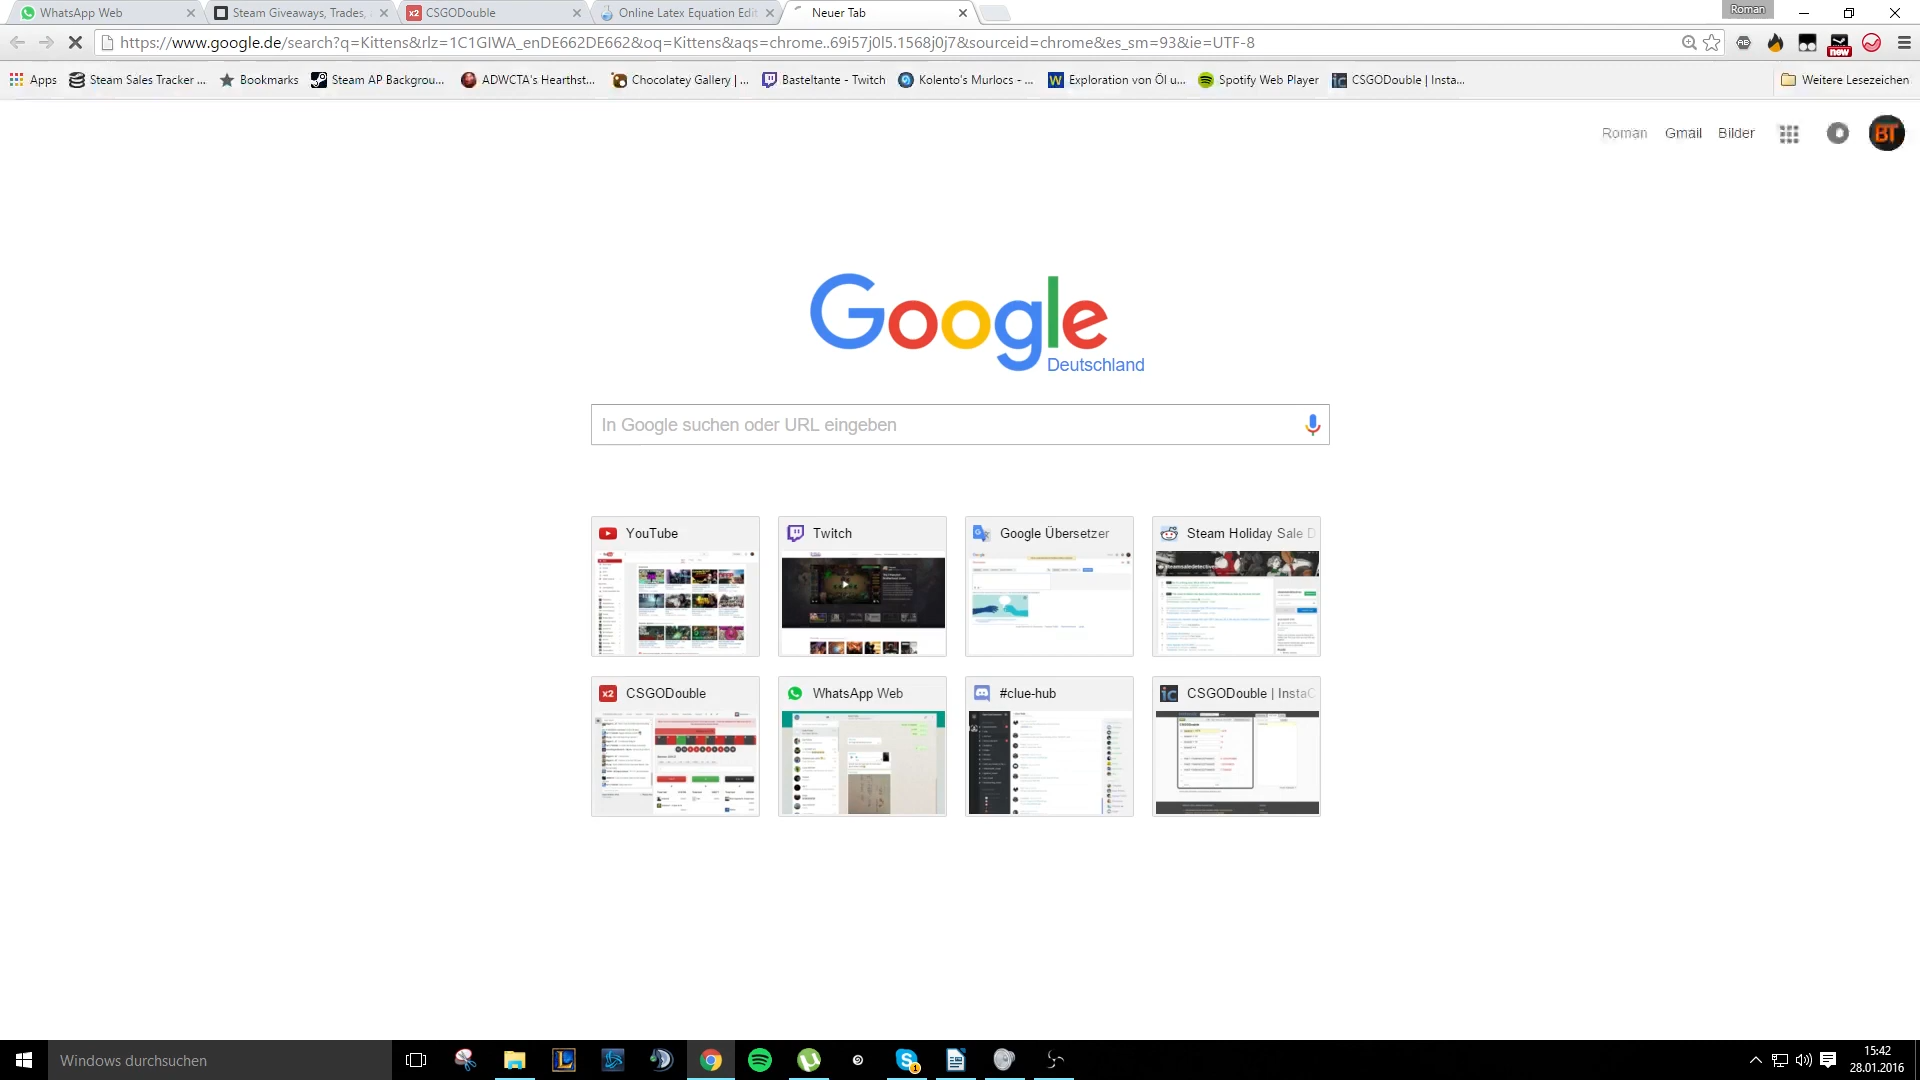 WhatsApp Web
Steam Giveaways, Trades,
CSGODouble
Online Latex Equation Edit
Neuer Tab
Roman
https://www.google.de/search?q=Kittens&rlz=1C1GIWA_enDE662DE662&oq=Kittens&aqs=chrome..69i57j0l5.1568j0j7&sourceid=chrome&es_sm=93&ie=UTF-8
new
Apps
Steam Sales Tracker ...
Bookmarks
Steam AP Backgrou...
ADWCTA's Hearthst...
Chocolatey Gallery | ...
Basteltante - Twitch
Kolento's Murlocs - ...
Exploration von Öl u...
Spotify Web Player
CSGODouble | Insta...
Weitere Lesezeichen
Roman
Gmail
Bilder
BT
Google
Deutschland
In Google suchen oder URL eingeben
YouTube
Twitch
Google Übersetzer
Steam Holiday Sale D
CSGODouble
WhatsApp Web
#clue-hub
CSGODouble | InstaC
Windows durchsuchen
15:42
28.01.2016